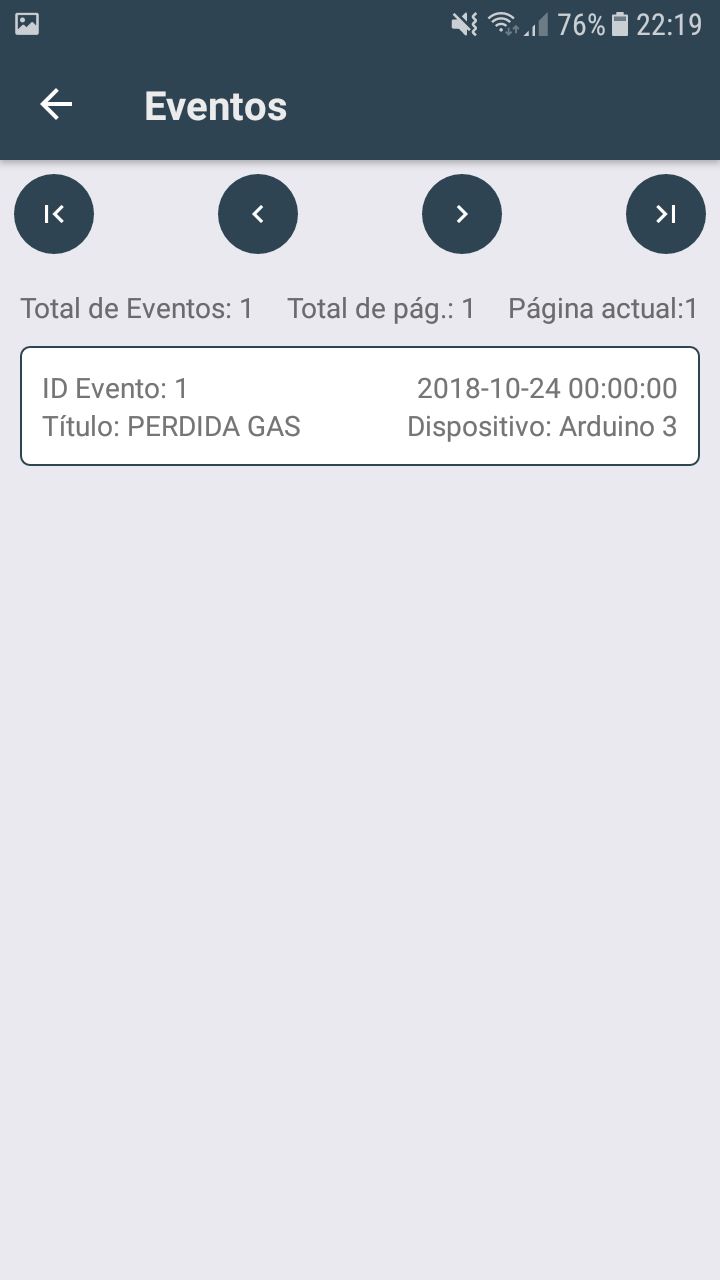 76% 22:19
Eventos
Total de Eventos: 1 Total de pág.: 1 Página actual:1
ID Evento: 1 2018-10-24 00:00:00
Título: PERDIDA GAS Dispositivo: Arduino 3